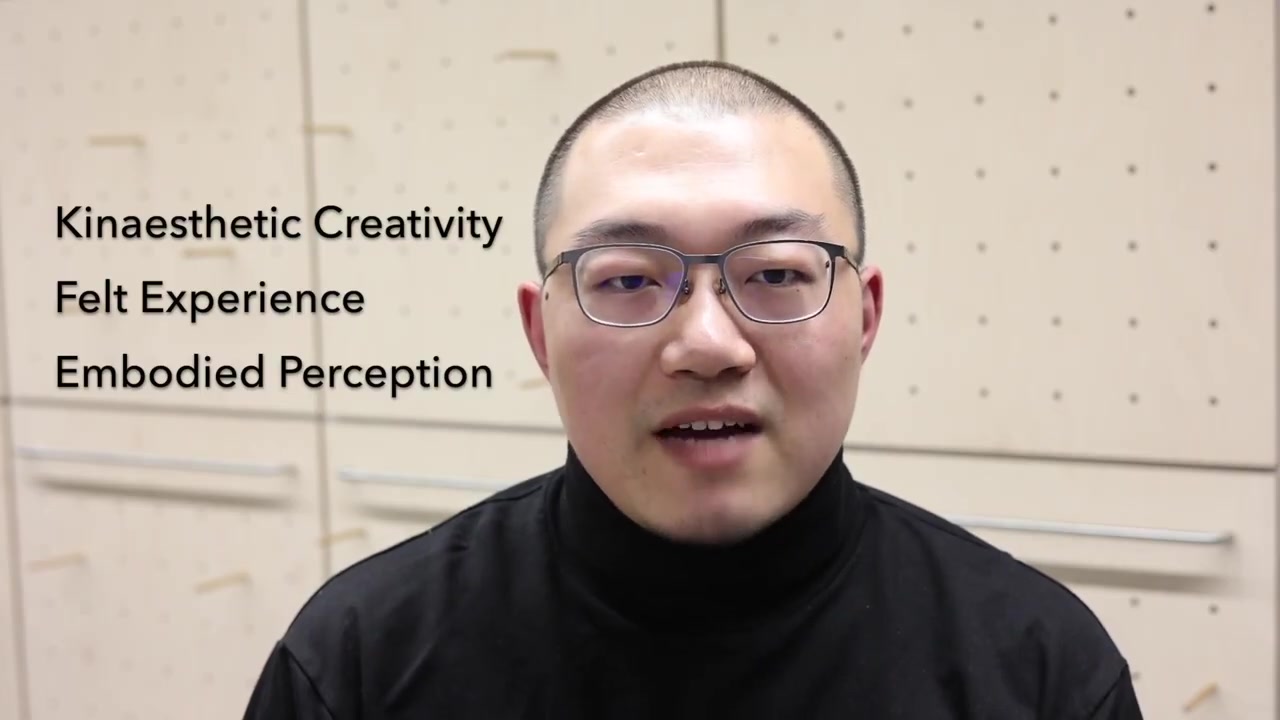 Kinaesthetic Creativity
Felt Experience
Embodied Perception